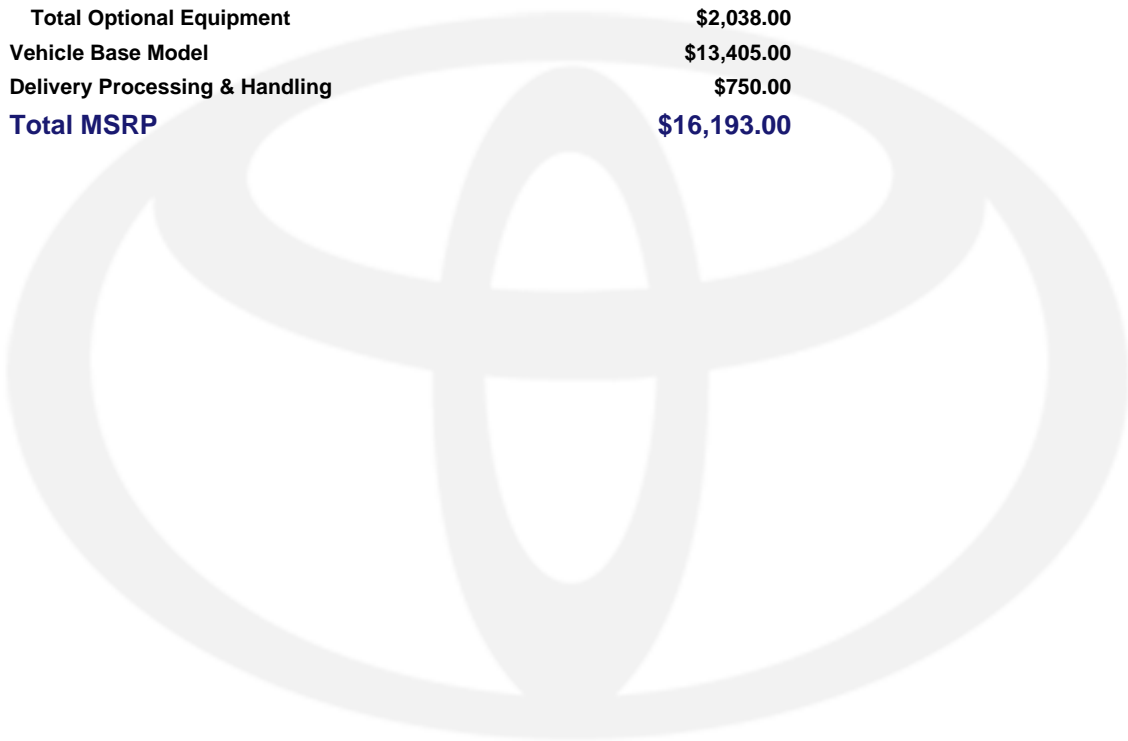 Total Optional Equipment $2,038.00
Vehicle Base Model $13,405.00
Delivery Processing & Handling $750.00
Total MSRP $16,193.00